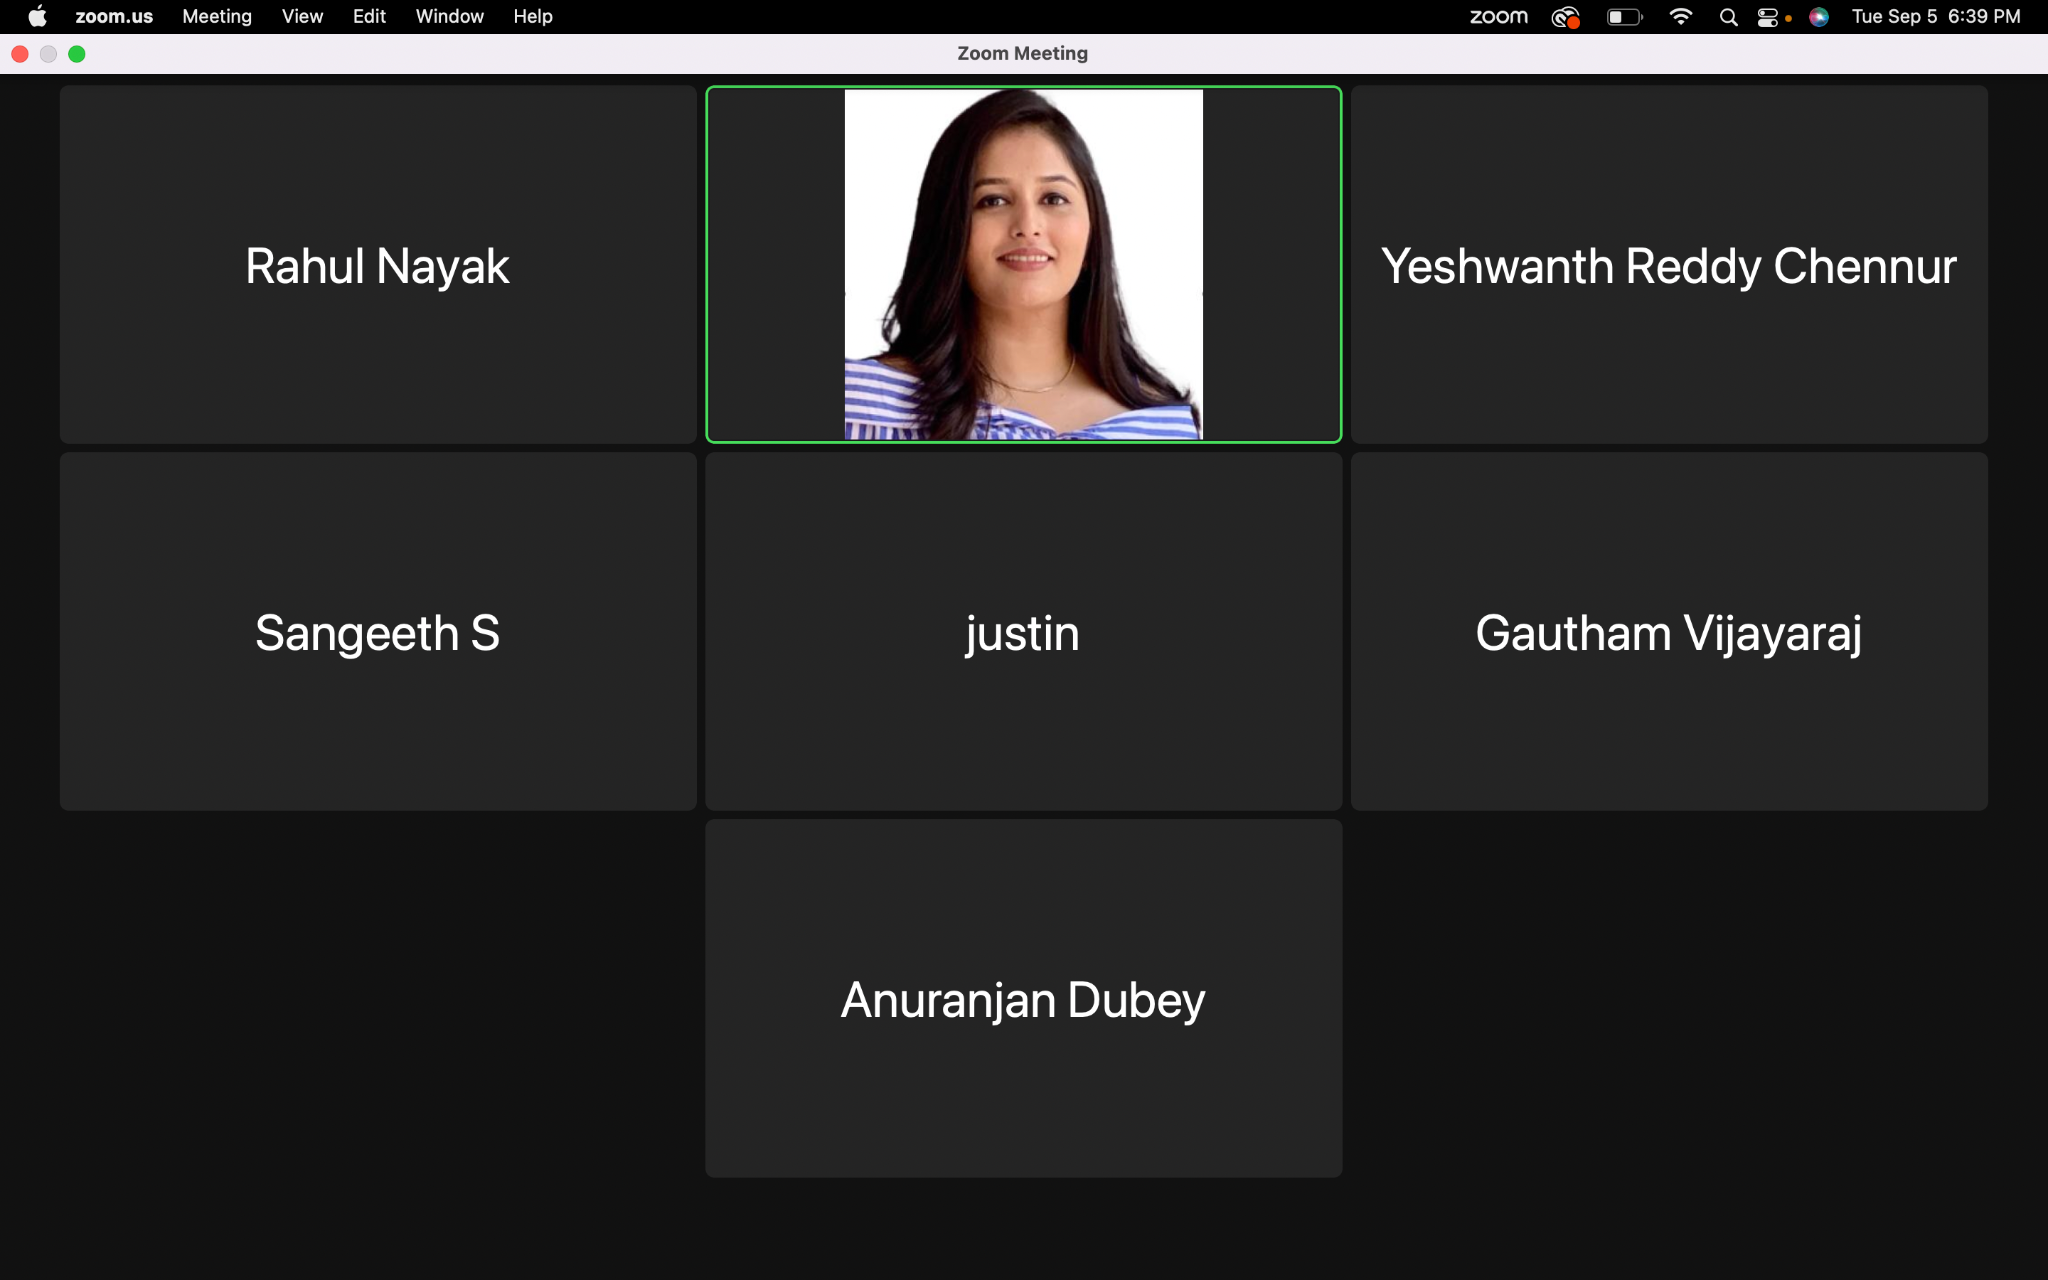 zoom.us Meeting View Edit Window Help zoom Tue Sep 5 6:39 PM
Zoom Meeting
Rahul Nayak
Yeshwanth Reddy Chennur
Sangeeth S
justin
Gautham Vijayaraj
Anuranjan Dubey